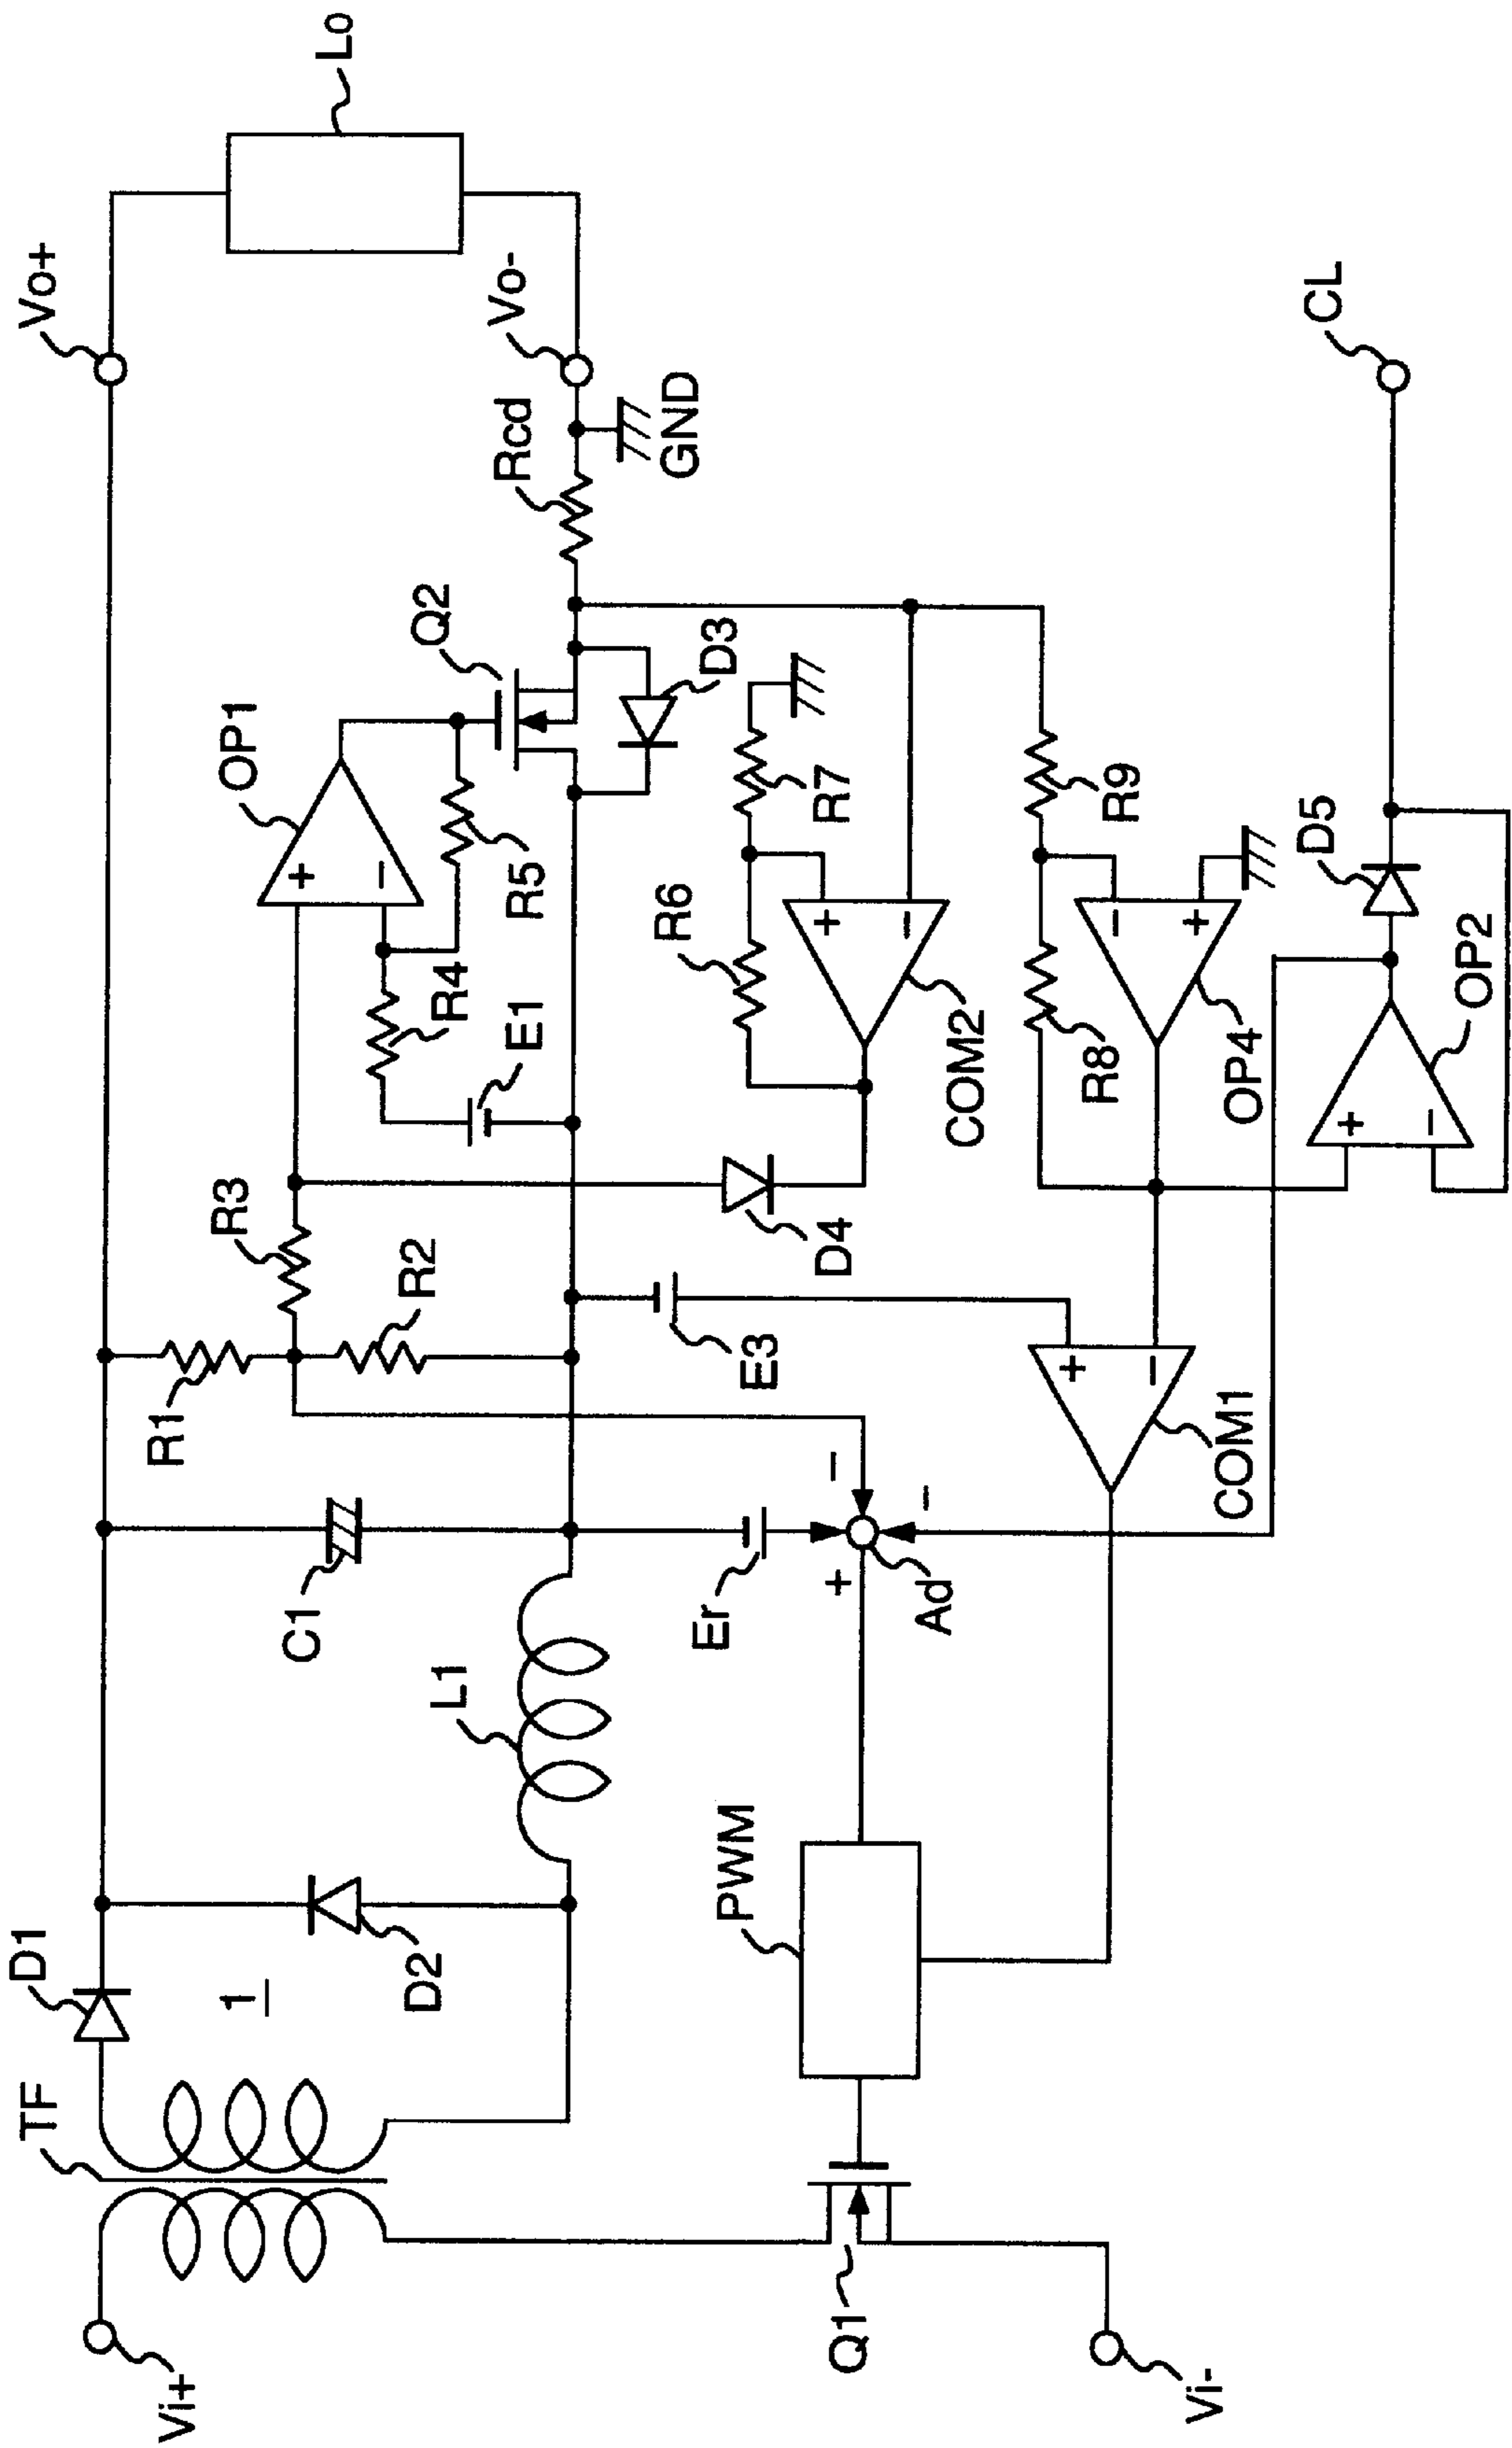 Vi+
TF
D1
1
D2
L1
C1
R1
R2
R3
R4
E1
R5
OP1
Q2
D3
Rcd
GND
Vo+
Vo-
Lo
+
−
Vi-
Q1
PWM
Er
+
−
−
Ad
E3
D4
R6
R7
+
−
COM2
R8
R9
−
+
OP4
+
−
COM1
+
−
OP2
D5
CL